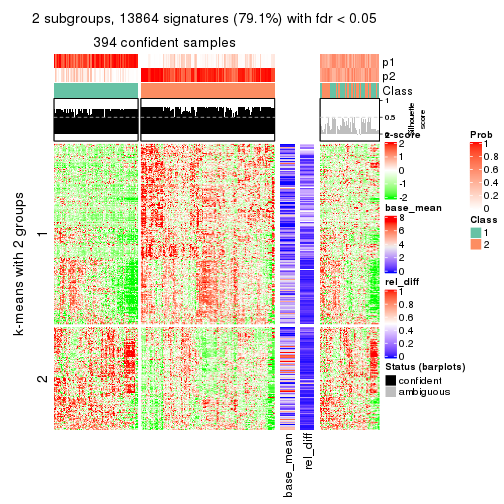 2 subgroups, 13864 signatures (79.1%) with fdr < 0.05
394 confident samples
p1
p2
Class
1
0.5
0
Silhouette
score
k-means with 2 groups
1
2
base_mean
rel_diff
z-score
2
1
0
-1
-2
base_mean
8
6
4
2
0
rel_diff
1
0.8
0.6
0.4
0.2
0
Status (barplots)
confident
ambiguous
Prob
1
0.8
0.6
0.4
0.2
0
Class
1
2